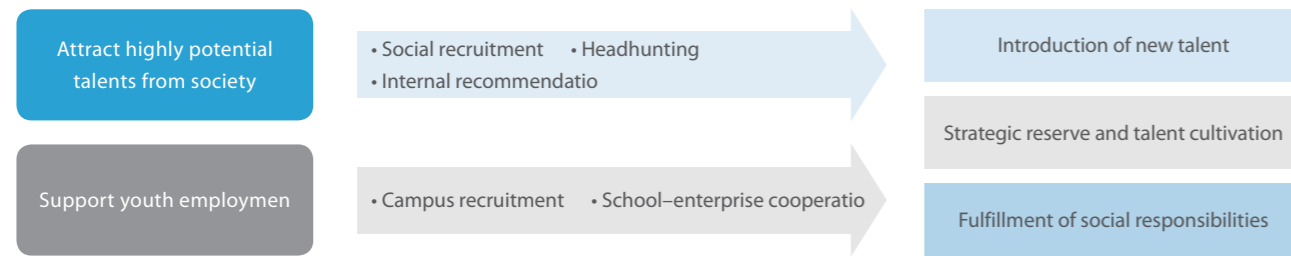 Attract highly potential
talents from society
• Social recruitment • Headhunting
• Internal recommendatio
Introduction of new talent
Strategic reserve and talent cultivation
Support youth employmen
• Campus recruitment • School–enterprise cooperatio
Fulfillment of social responsibilities